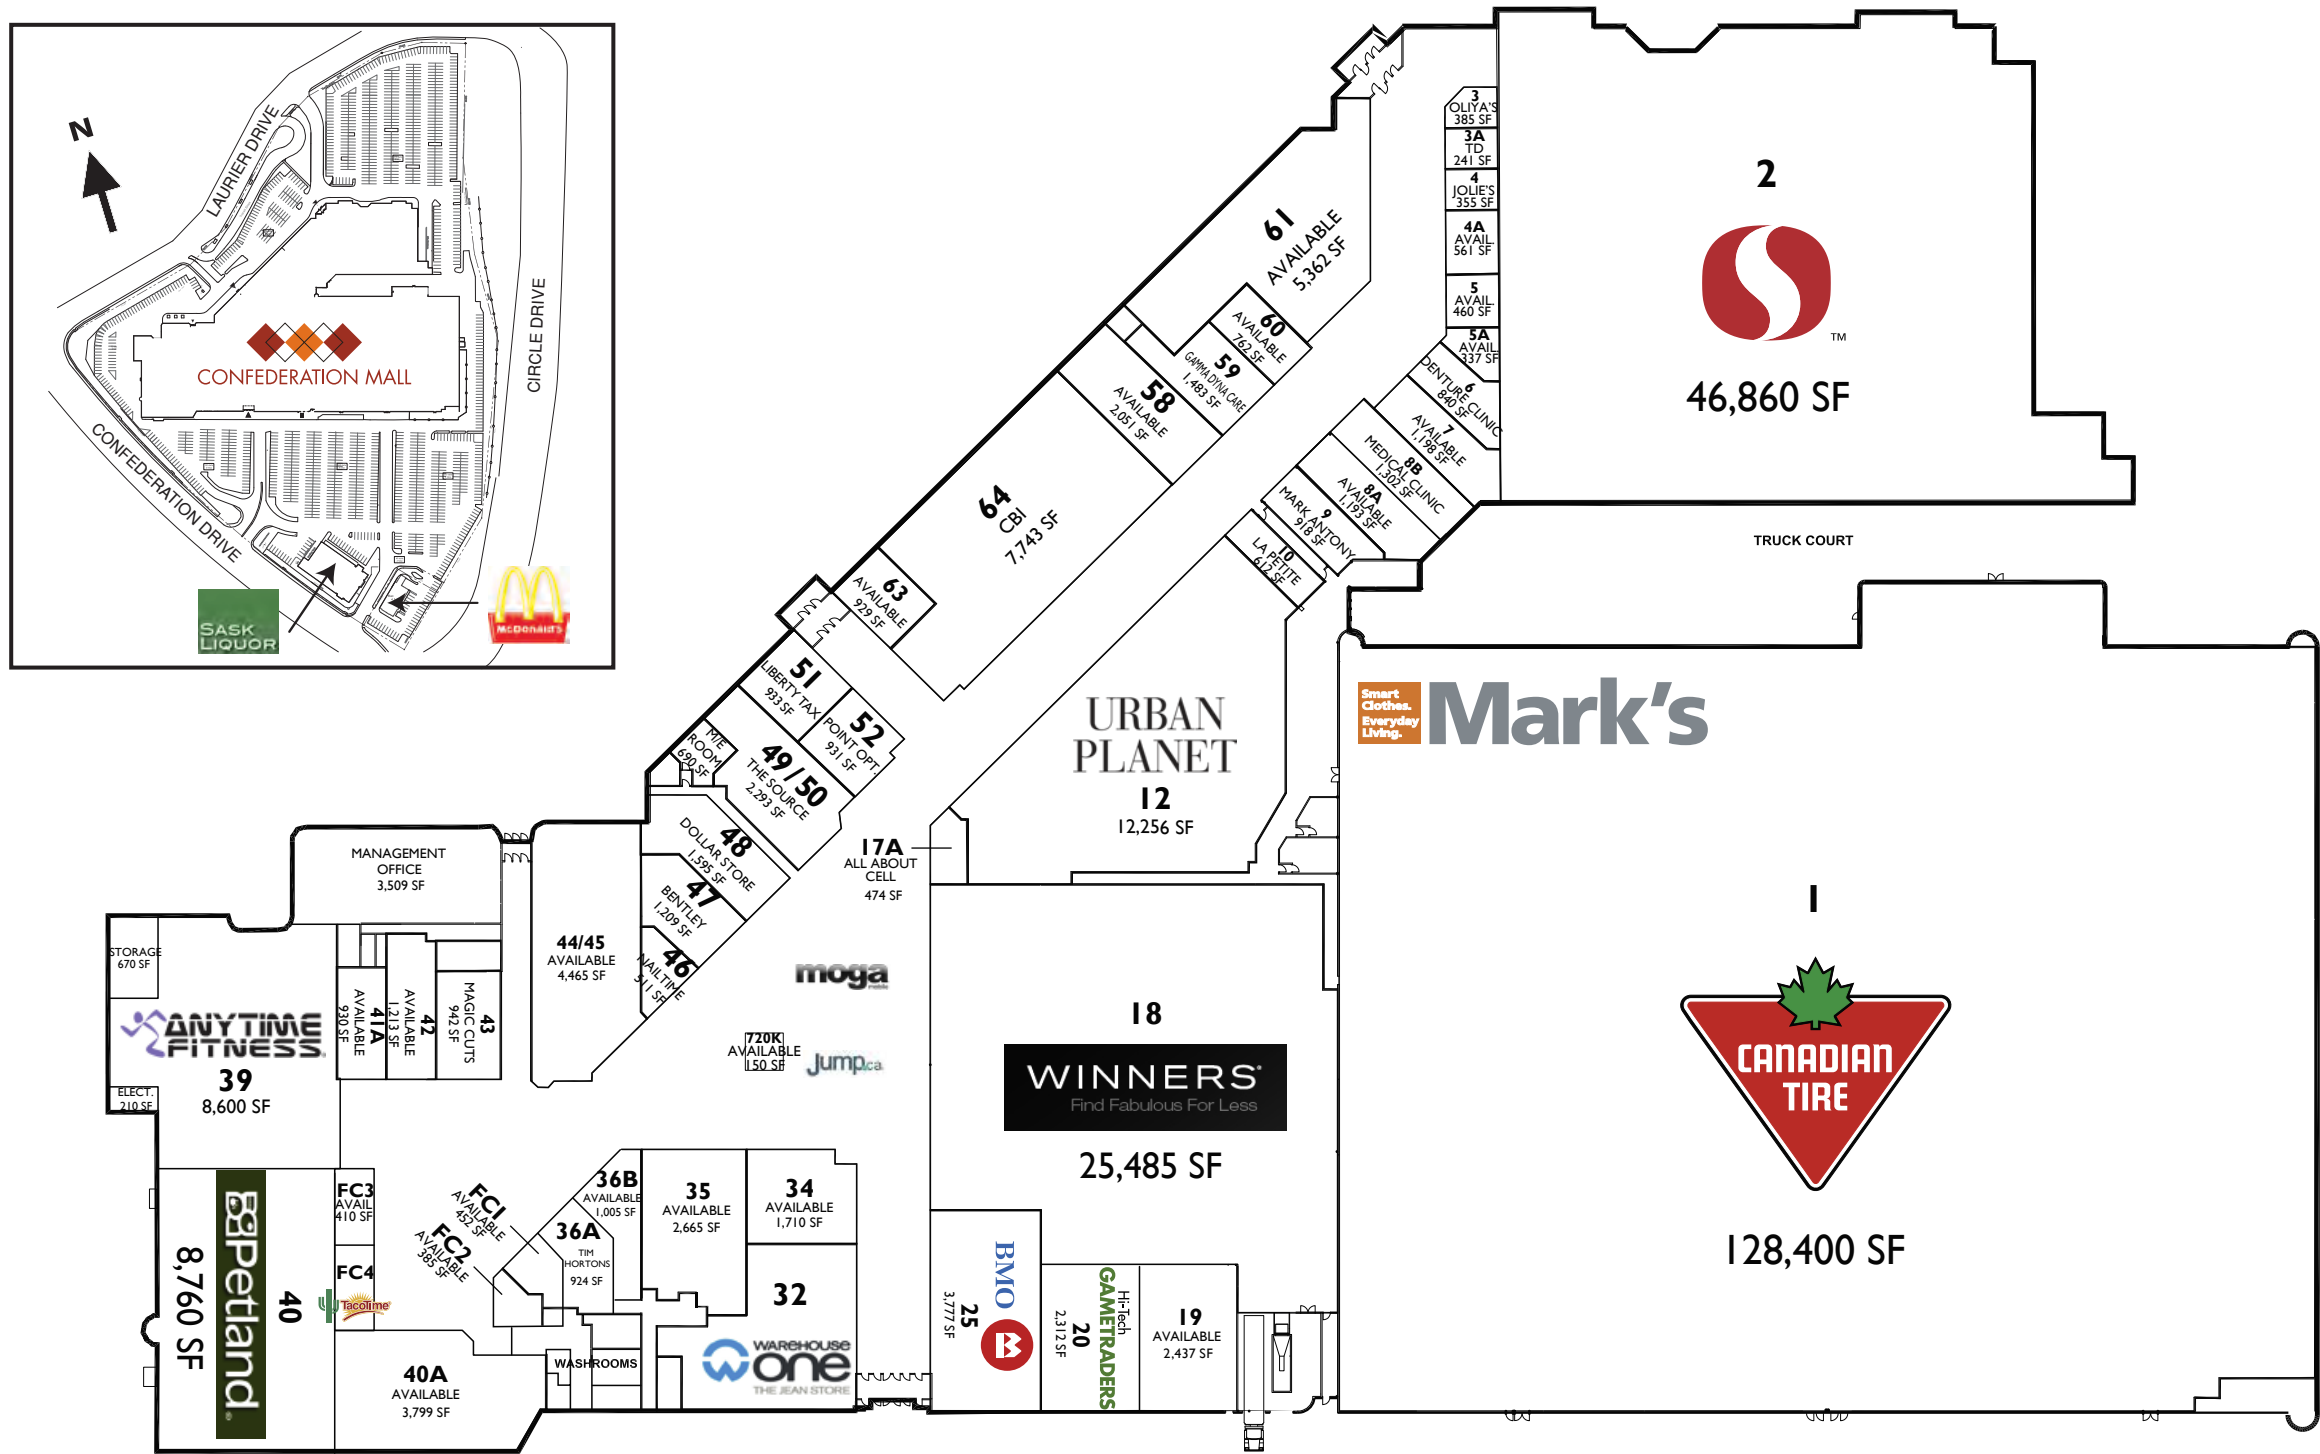 N
LAURIER DRIVE
CIRCLE DRIVE
CONFEDERATION DRIVE
CONFEDERATION MALL
SASK
LIQUOR
McDONALD'S
3
OLIYA'S
385 SF
3A
TD
241 SF
4
JOLIE'S
355 SF
4A
AVAIL.
561 SF
5
AVAIL.
460 SF
5A
AVAIL.
337 SF
6
DENTURE CLINIC
840 SF
7
AVAILABLE
1,198 SF
8B
MEDICAL CLINIC
1,302 SF
8A
AVAILABLE
1,193 SF
9
MARK ANTONY
918 SF
10
LA PETITE
612 SF
2
TM
46,860 SF
TRUCK COURT
61
AVAILABLE
5,362 SF
60
AVAILABLE
762 SF
59
GAMMA DYNA CARE
1,483 SF
58
AVAILABLE
2,051 SF
64
CBI
7,743 SF
63
AVAILABLE
929 SF
51
LIBERTY TAX
933 SF
52
POINT OPT.
931 SF
M/E
ROOM
690 SF
49/50
THE SOURCE
2,293 SF
48
DOLLAR STORE
1,595 SF
47
BENTLEY
1,209 SF
46
NAILTIME
511 SF
44/45
AVAILABLE
4,465 SF
URBAN
PLANET
12
12,256 SF
17A
ALL ABOUT
CELL
474 SF
Smart
Clothes.
Everyday
Living.
Mark's
1
CANADIAN
TIRE
128,400 SF
MANAGEMENT
OFFICE
3,509 SF
STORAGE
670 SF
ANYTIME
FITNESS
39
8,600 SF
ELECT.
210 SF
41A
AVAILABLE
930 SF
42
AVAILABLE
1,213 SF
43
MAGIC CUTS
942 SF
moga
720K
AVAILABLE
150 SF
Jump.ca
18
WINNERS
Find Fabulous For Less
25,485 SF
FC3
AVAIL
410 SF
FC4
TacoTime
40
Petland
8,760 SF
40A
AVAILABLE
3,799 SF
FC1
AVAILABLE
452 SF
FC2
AVAILABLE
385 SF
36B
AVAILABLE
1,005 SF
36A
TIM
HORTONS
924 SF
35
AVAILABLE
2,665 SF
34
AVAILABLE
1,710 SF
32
WAREHOUSE
one
THE JEAN STORE
WASHROOMS
BMO
25
3,777 SF
Hi-Tech
GAMETRADERS
20
2,312 SF
19
AVAILABLE
2,437 SF